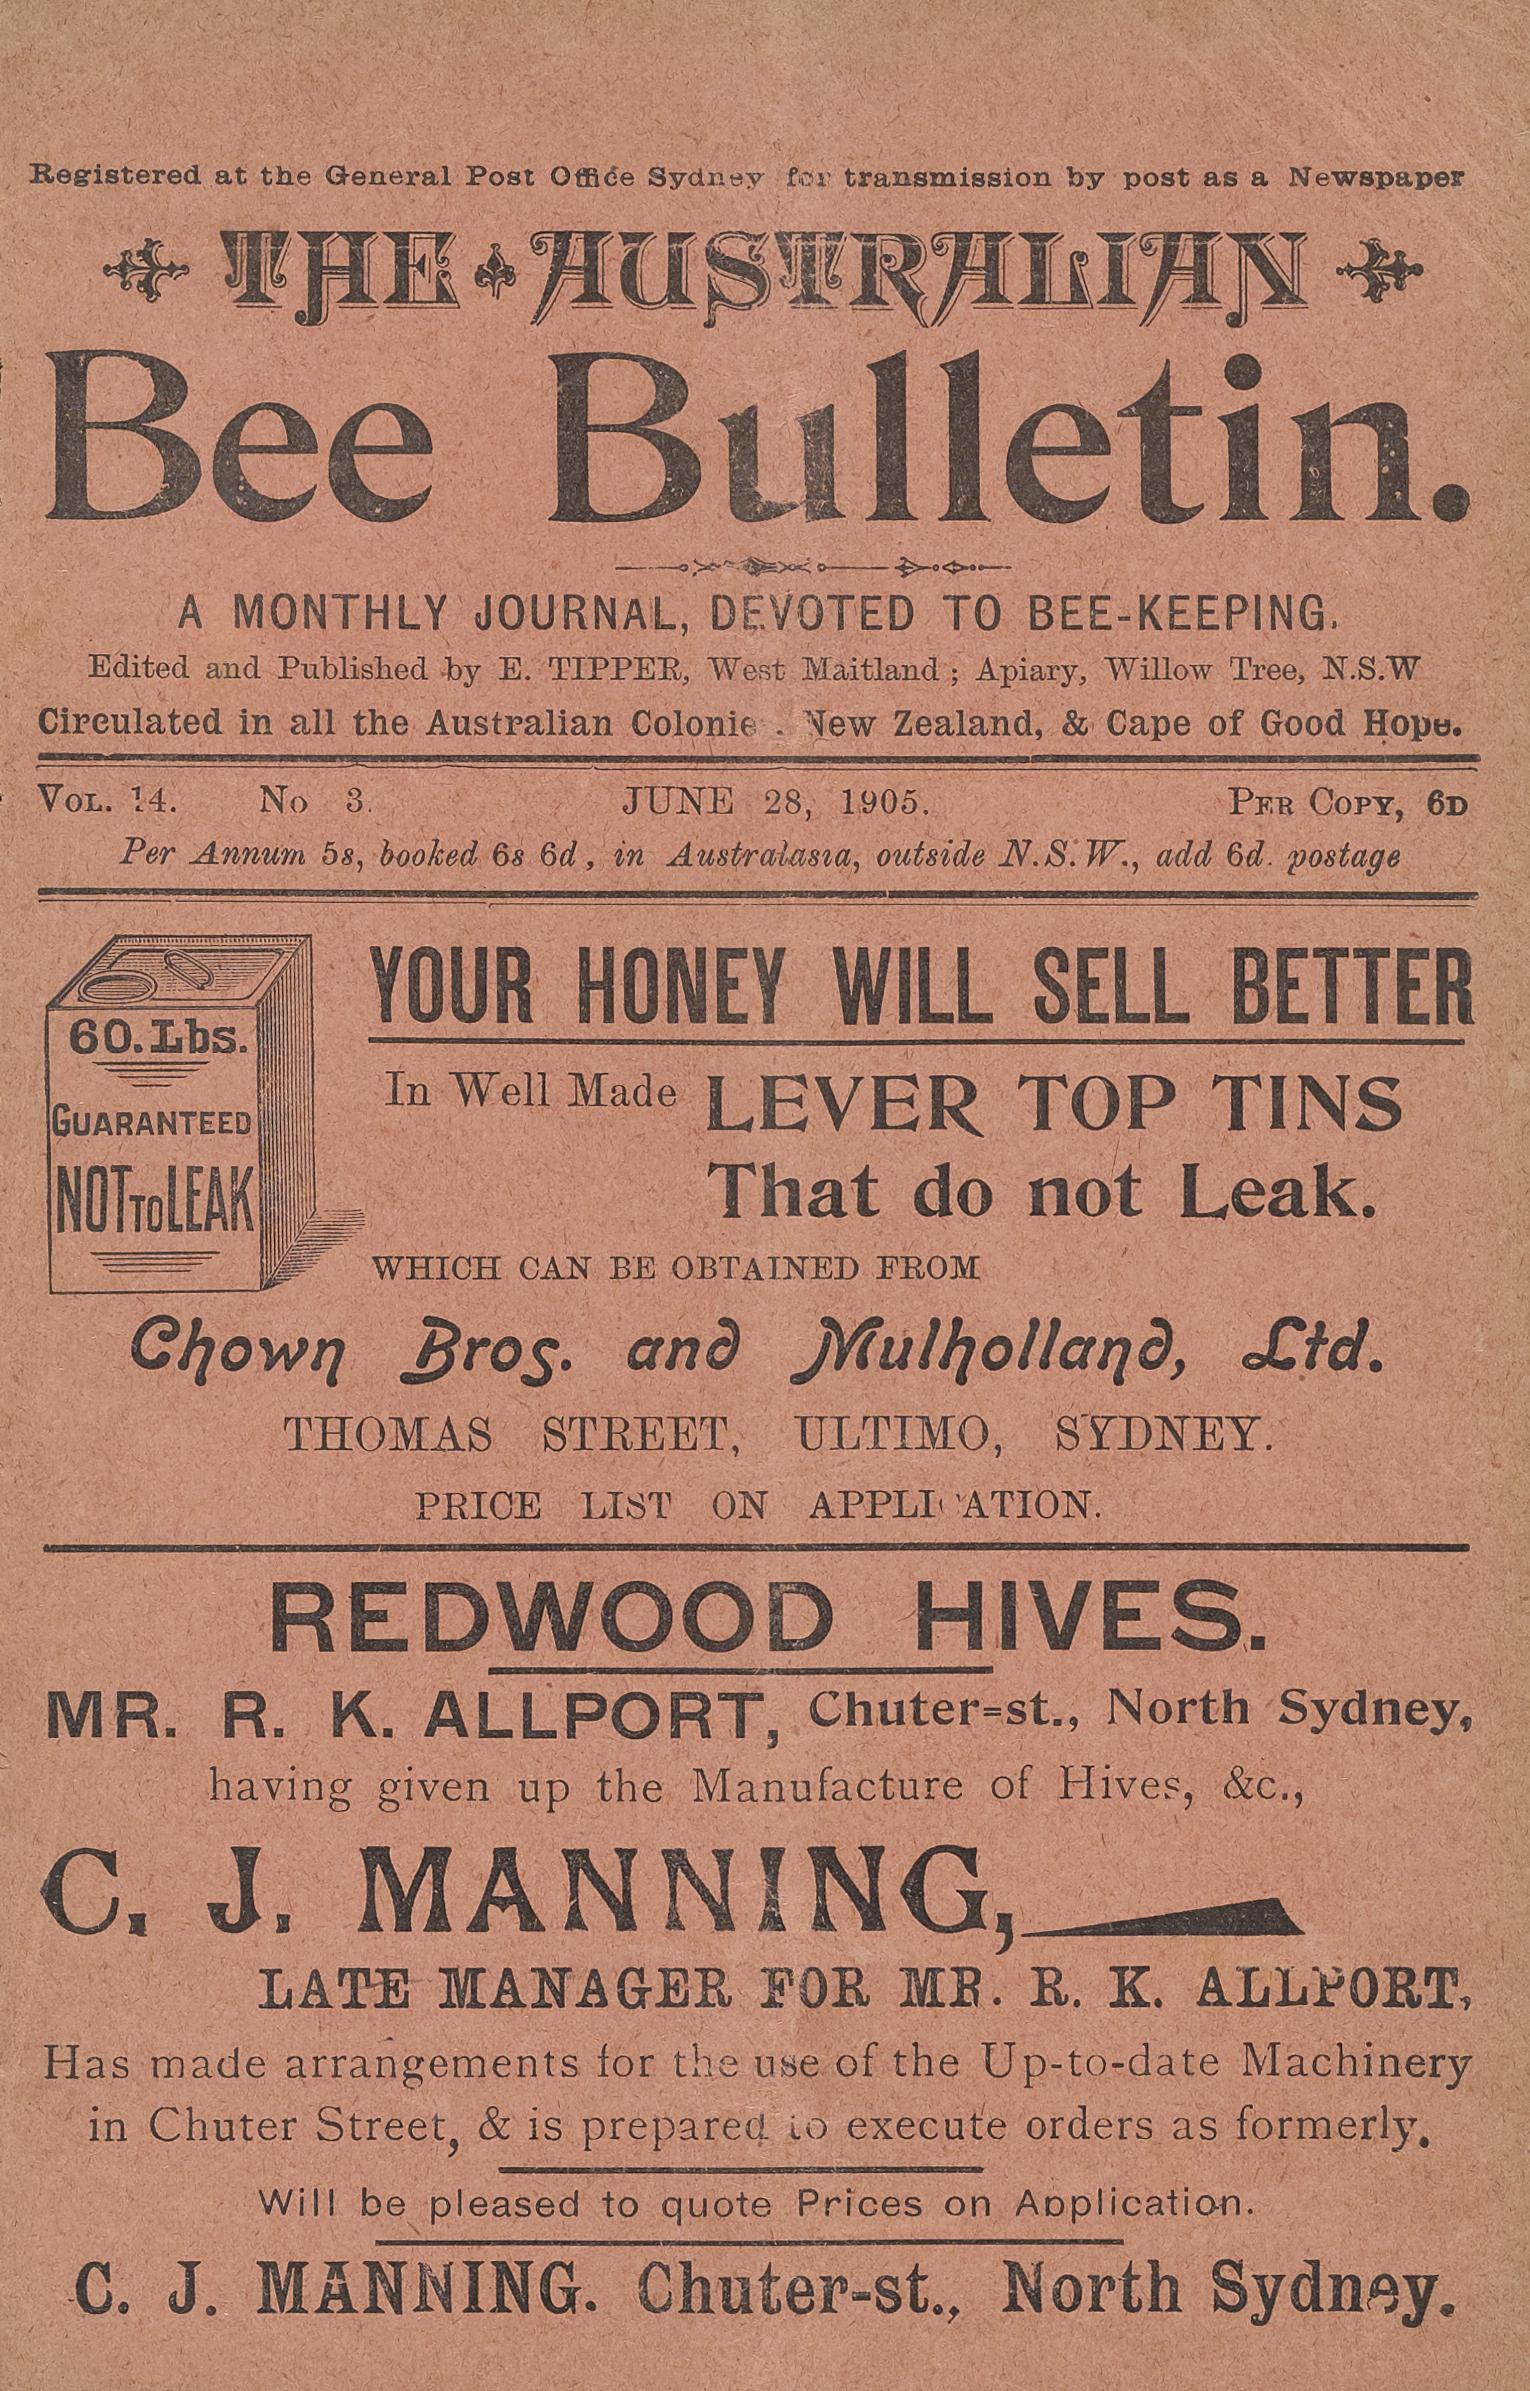 Registered at the General Post Office Sydney for transmission by post as a Newspaper
THE AUSTRALIAN
Bee Bulletin.
A MONTHLY JOURNAL, DEVOTED TO BEE-KEEPING.
Edited and Published by E. TIPPER, West Maitland; Apiary, Willow Tree, N.S.W
Circulated in all the Australian Colonie . New Zealand, & Cape of Good Hope.
VOL. 14. No 3. JUNE 28, 1905. PER COPY, 6D
Per Annum 5s, booked 6s 6d, in Australasia, outside N.S.W., add 6d. postage
60.Lbs.
GUARANTEED
NOT TO LEAK
YOUR HONEY WILL SELL BETTER
In Well Made LEVER TOP TINS
That do not Leak.
WHICH CAN BE OBTAINED FROM
Chown Bros. and Mulholland, Ltd.
THOMAS STREET, ULTIMO, SYDNEY.
PRICE LIST ON APPLICATION.
REDWOOD HIVES.
MR. R. K. ALLPORT, Chuter=st., North Sydney,
having given up the Manufacture of Hives, &c.,
C. J. MANNING,
LATE MANAGER FOR MR. R. K. ALLPORT,
Has made arrangements for the use of the Up-to-date Machinery
in Chuter Street, & is prepared to execute orders as formerly.
Will be pleased to quote Prices on Application.
C. J. MANNING. Chuter-st., North Sydney.